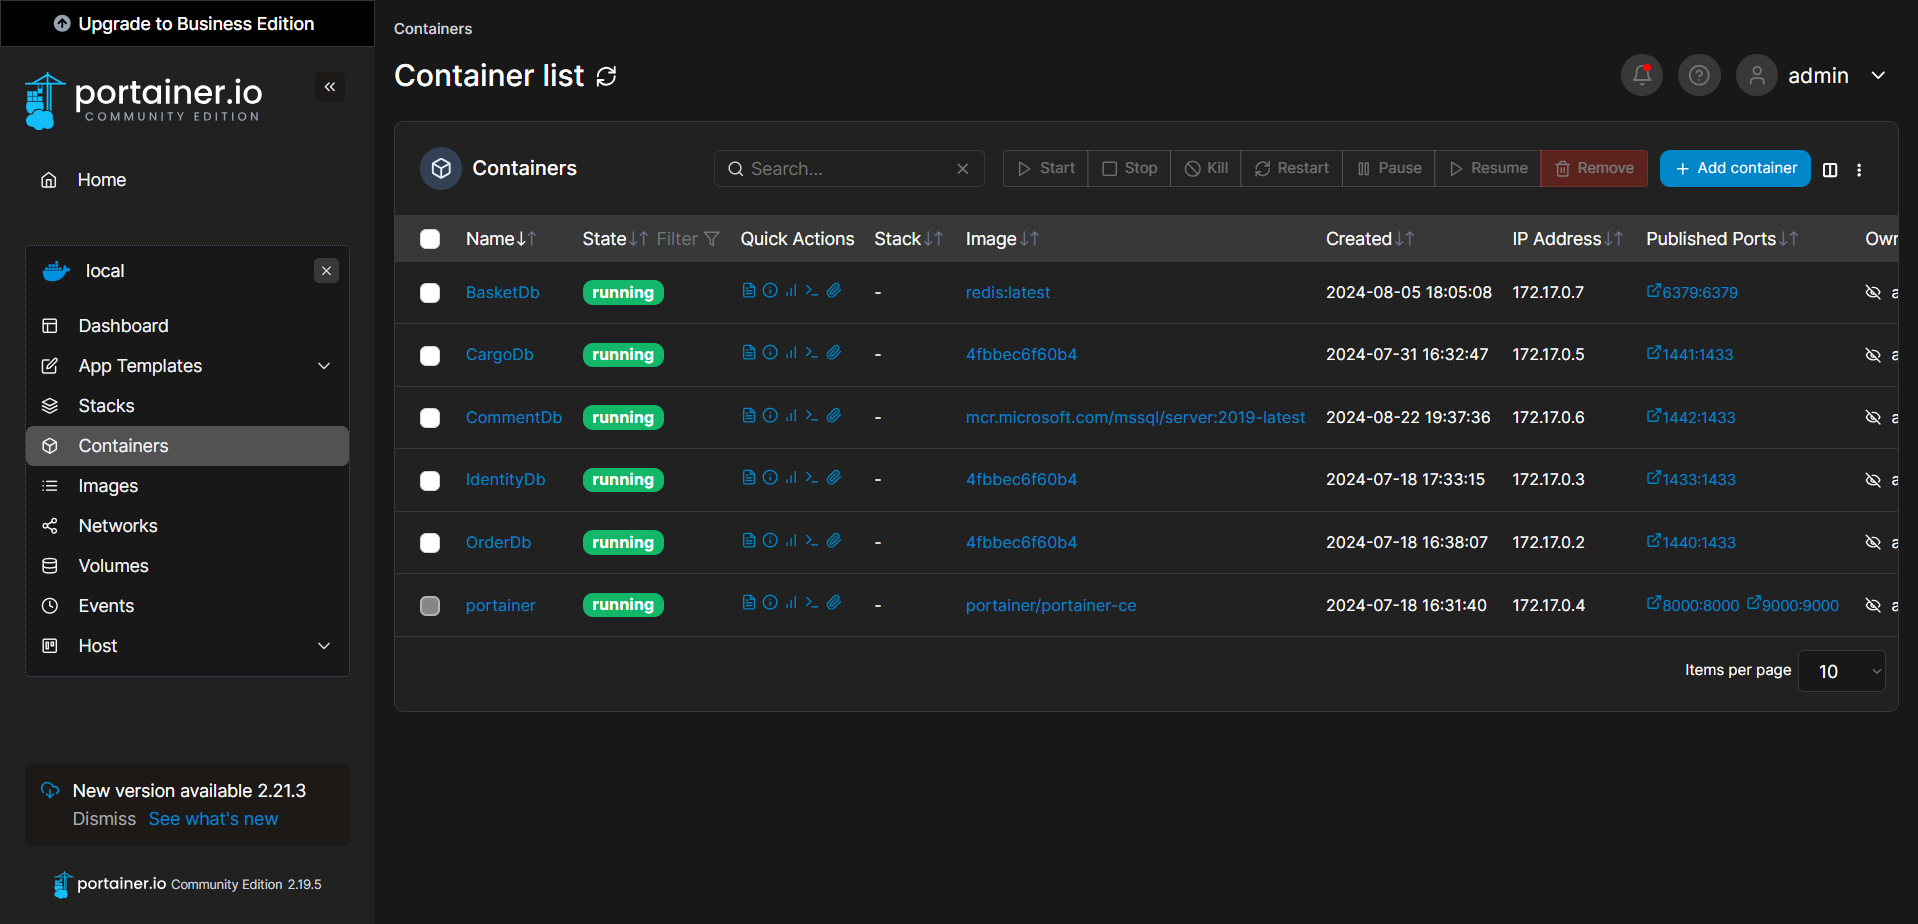 Upgrade to Business Edition
portainer.io
COMMUNITY EDITION
Home
local
Dashboard
App Templates
Stacks
Containers
Images
Networks
Volumes
Events
Host
New version available 2.21.3
Dismiss See what's new
portainer.io Community Edition 2.19.5
Containers
Container list
admin
Containers Search... Start Stop Kill Restart Pause Resume Remove Add container
Name State Filter Quick Actions Stack Image Created IP Address Published Ports Own
BasketDb running - redis:latest 2024-08-05 18:05:08 172.17.0.7 6379:6379 a
CargoDb running - 4fbbec6f60b4 2024-07-31 16:32:47 172.17.0.5 1441:1433 a
CommentDb running - mcr.microsoft.com/mssql/server:2019-latest 2024-08-22 19:37:36 172.17.0.6 1442:1433 a
IdentityDb running - 4fbbec6f60b4 2024-07-18 17:33:15 172.17.0.3 1433:1433 a
OrderDb running - 4fbbec6f60b4 2024-07-18 16:38:07 172.17.0.2 1440:1433 a
portainer running - portainer/portainer-ce 2024-07-18 16:31:40 172.17.0.4 8000:8000 9000:9000 a
Items per page 10